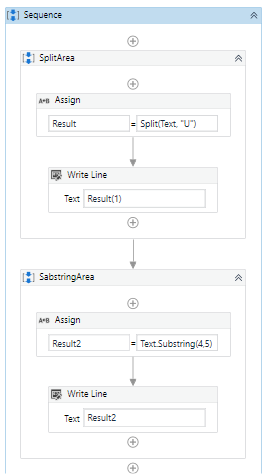 Sequence
SplitArea
A+B Assign
Result = Split(Text, "U")
Write Line
Text Result(1)
SabstringArea
A+B Assign
Result2 = Text.Substring(4,5)
Write Line
Text Result2